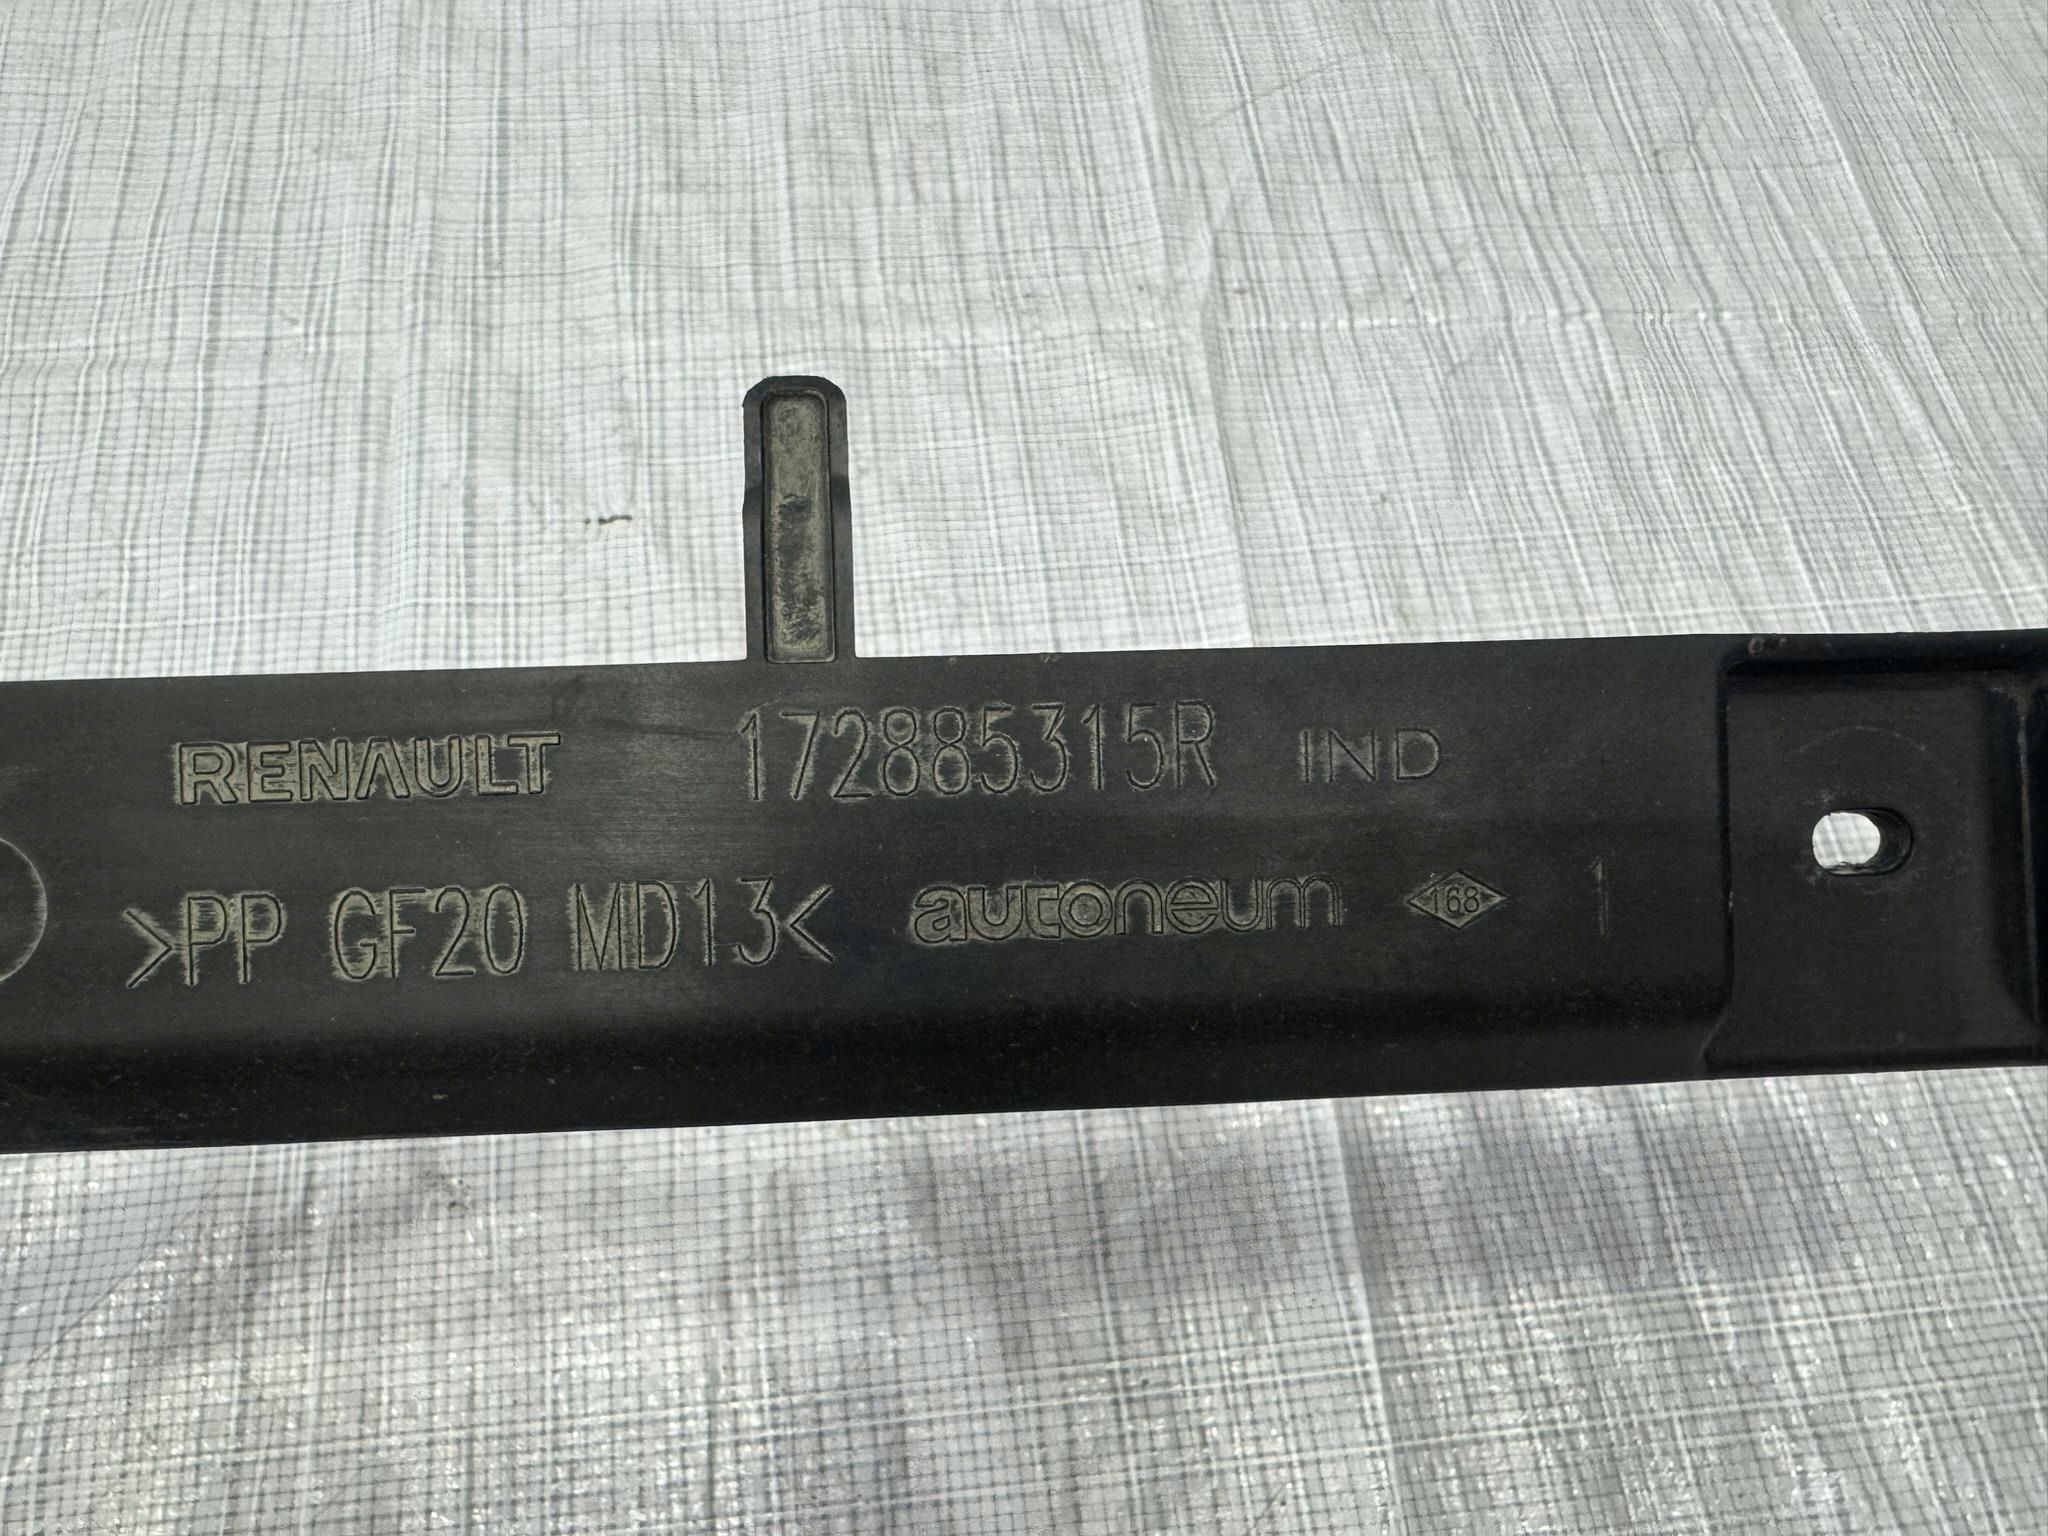 RENAULT 172885315R IND
>PP GF20 MD13< autoneum 168 1